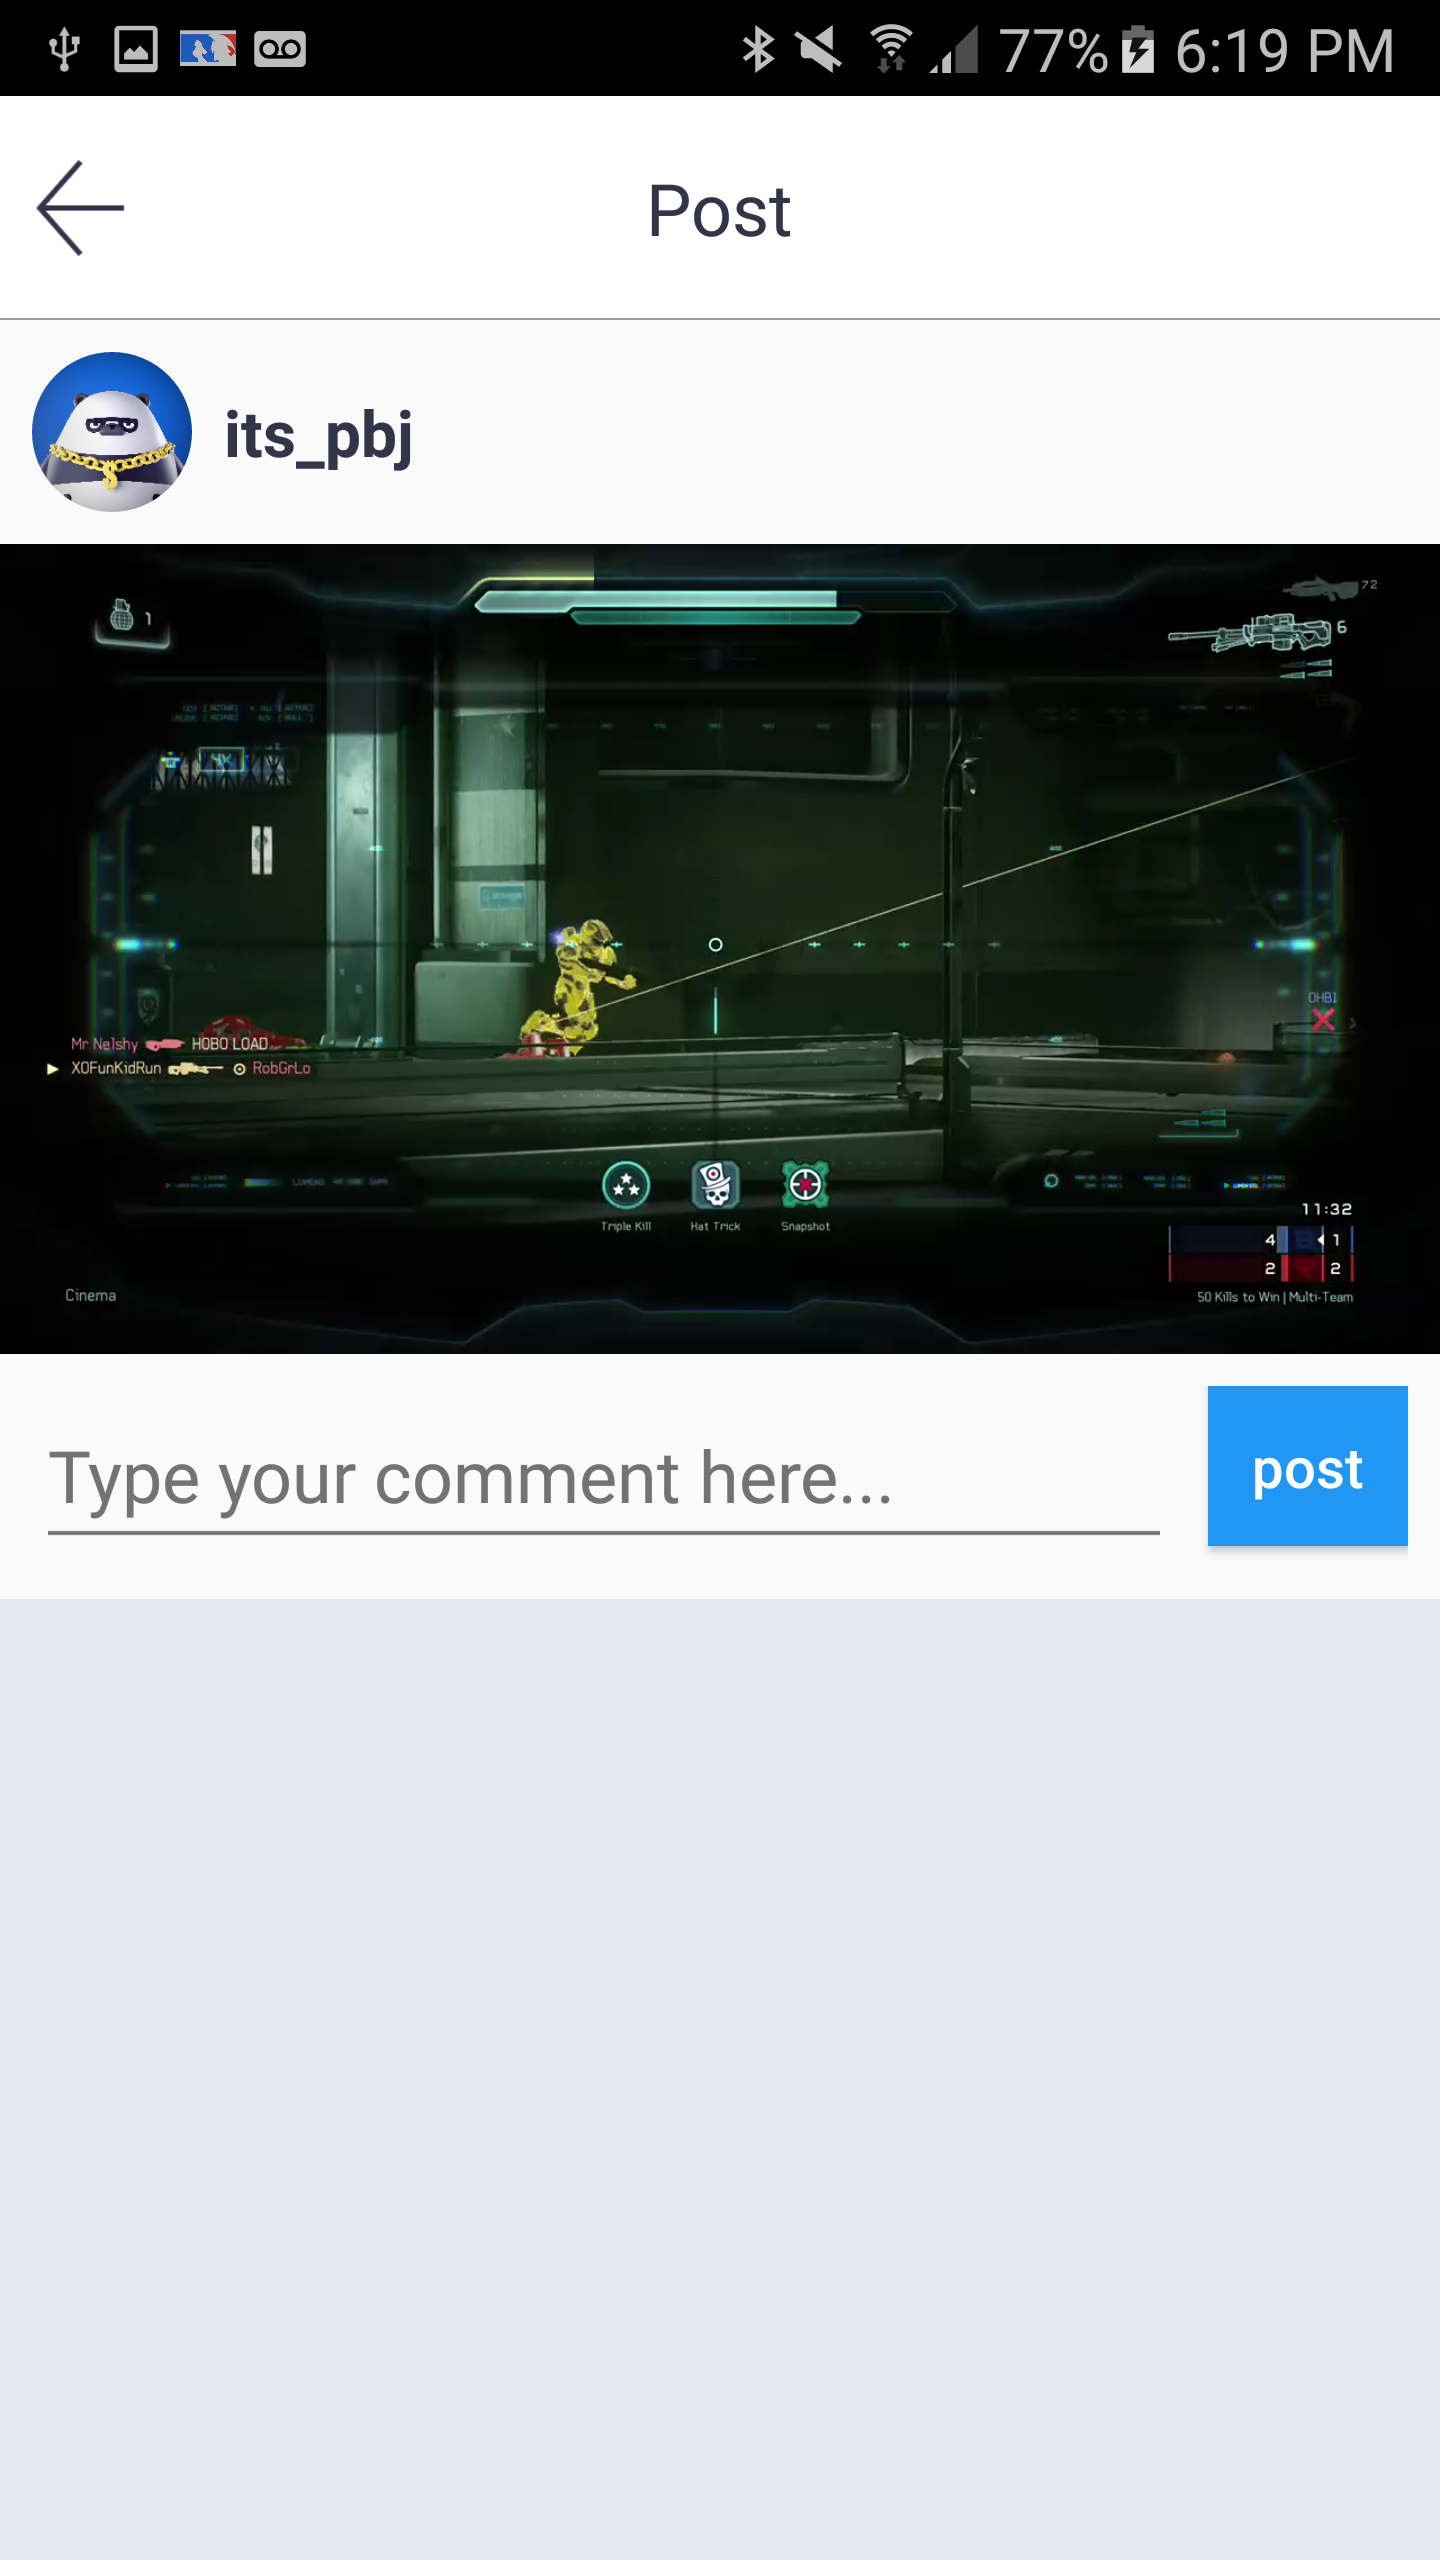 77% 6:19 PM
Post
its_pbj
1
72
6
4X
OHB1
Mr Nelshy HOBO LOAD
XOFunKidRun RobGrLo
Triple Kill Hat Trick Snapshot
11:32
4 1
2 2
50 Kills to Win | Multi-Team
Cinema
Type your comment here...
post